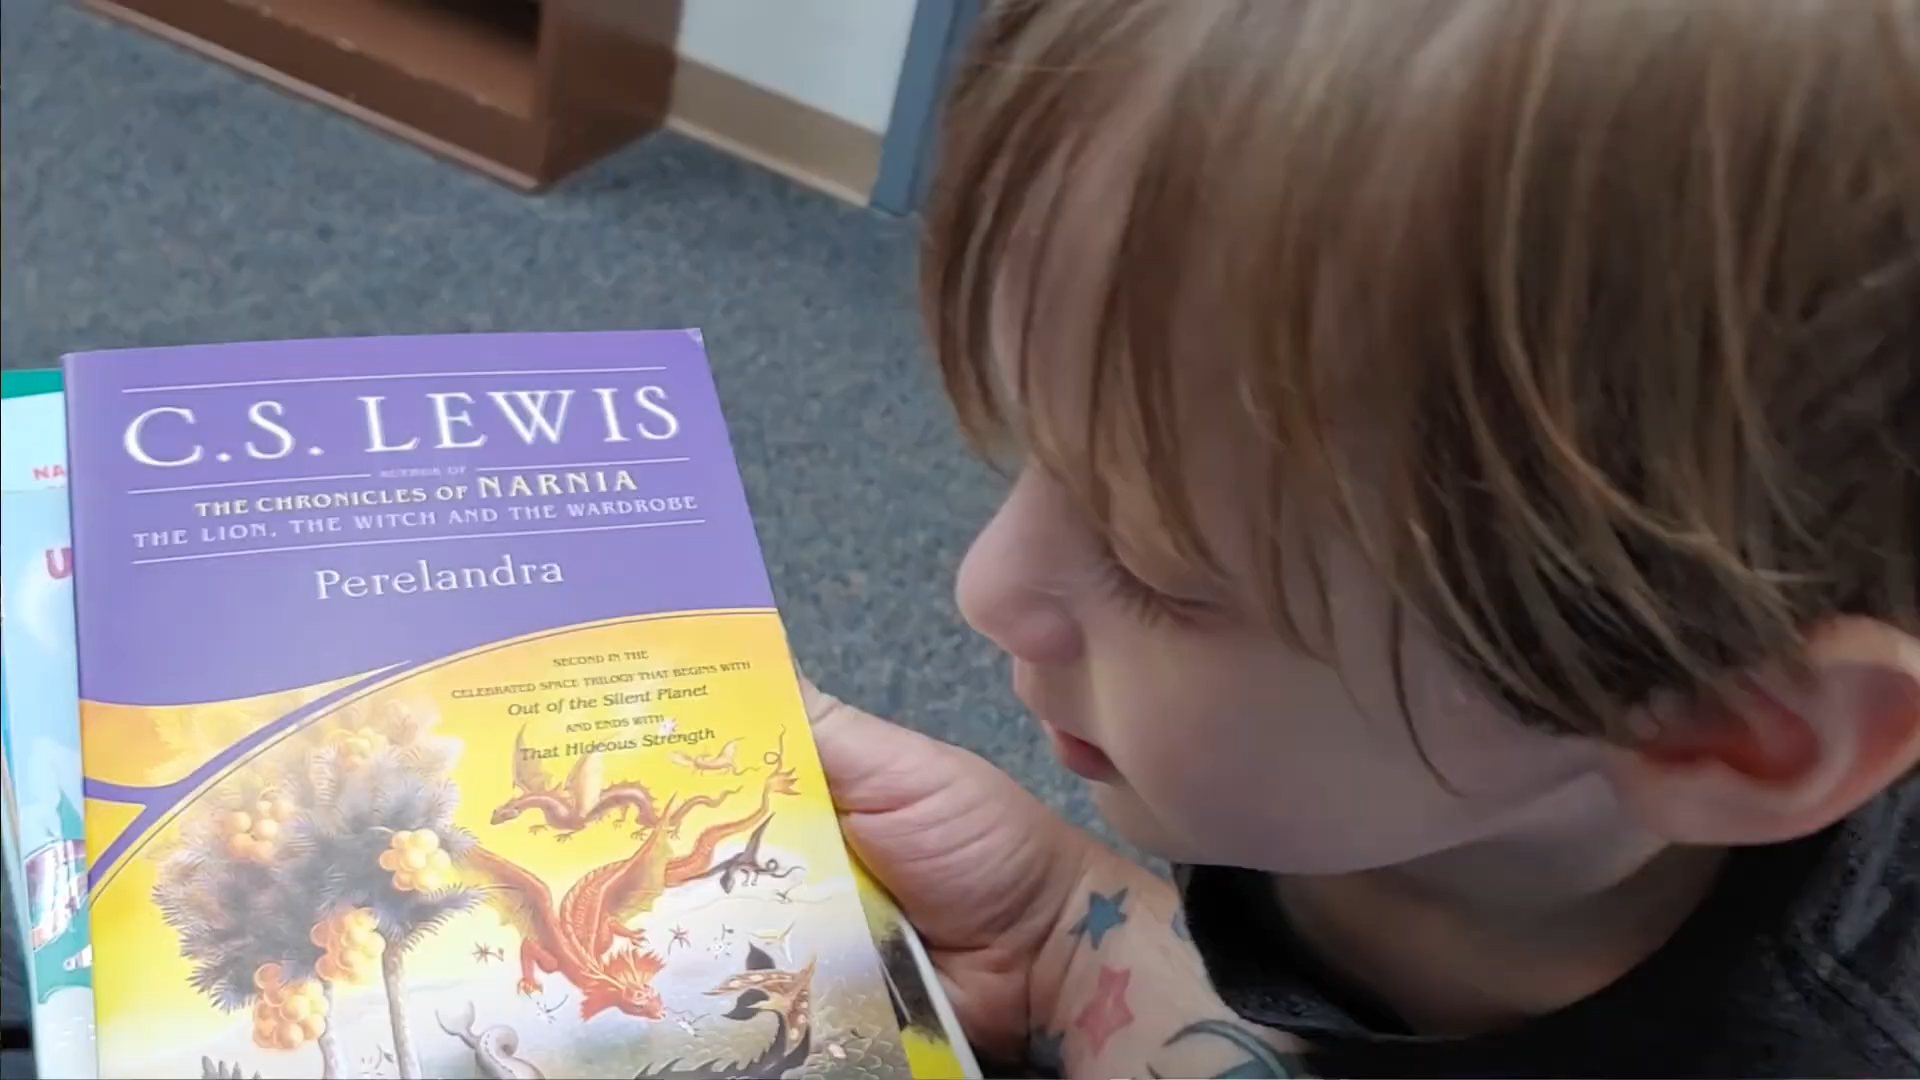 C.S. LEWIS
AUTHOR OF
THE CHRONICLES OF NARNIA
THE LION, THE WITCH AND THE WARDROBE
Perelandra
SECOND IN THE
CELEBRATED SPACE TRILOGY THAT BEGINS WITH
Out of the Silent Planet
AND ENDS WITH
That Hideous Strength
NA
U